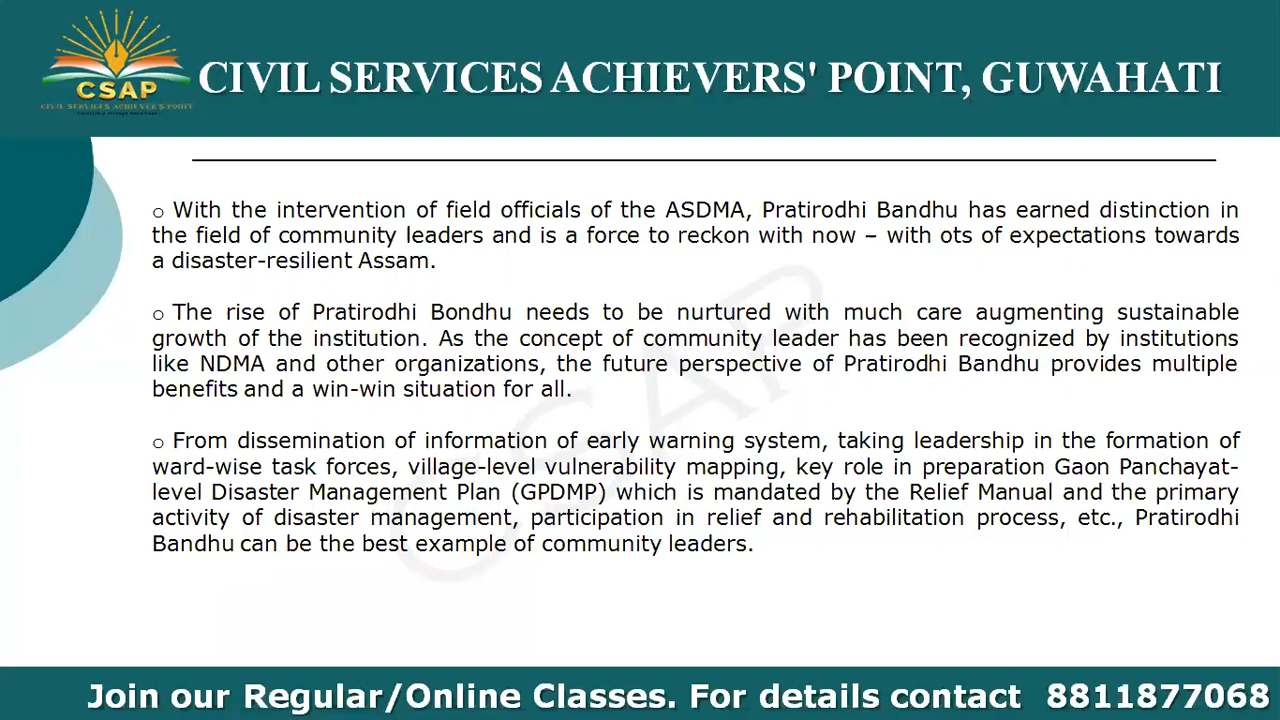 CSAP
CIVIL SERVICES ACHIEVER'S POINT
CIVIL SERVICES ACHIEVERS' POINT, GUWAHATI
o With the intervention of field officials of the ASDMA, Pratirodhi Bandhu has earned distinction in
the field of community leaders and is a force to reckon with now – with ots of expectations towards
a disaster-resilient Assam.
o The rise of Pratirodhi Bondhu needs to be nurtured with much care augmenting sustainable
growth of the institution. As the concept of community leader has been recognized by institutions
like NDMA and other organizations, the future perspective of Pratirodhi Bandhu provides multiple
benefits and a win-win situation for all.
o From dissemination of information of early warning system, taking leadership in the formation of
ward-wise task forces, village-level vulnerability mapping, key role in preparation Gaon Panchayat-
level Disaster Management Plan (GPDMP) which is mandated by the Relief Manual and the primary
activity of disaster management, participation in relief and rehabilitation process, etc., Pratirodhi
Bandhu can be the best example of community leaders.
CSAP
Join our Regular/Online Classes. For details contact 8811877068